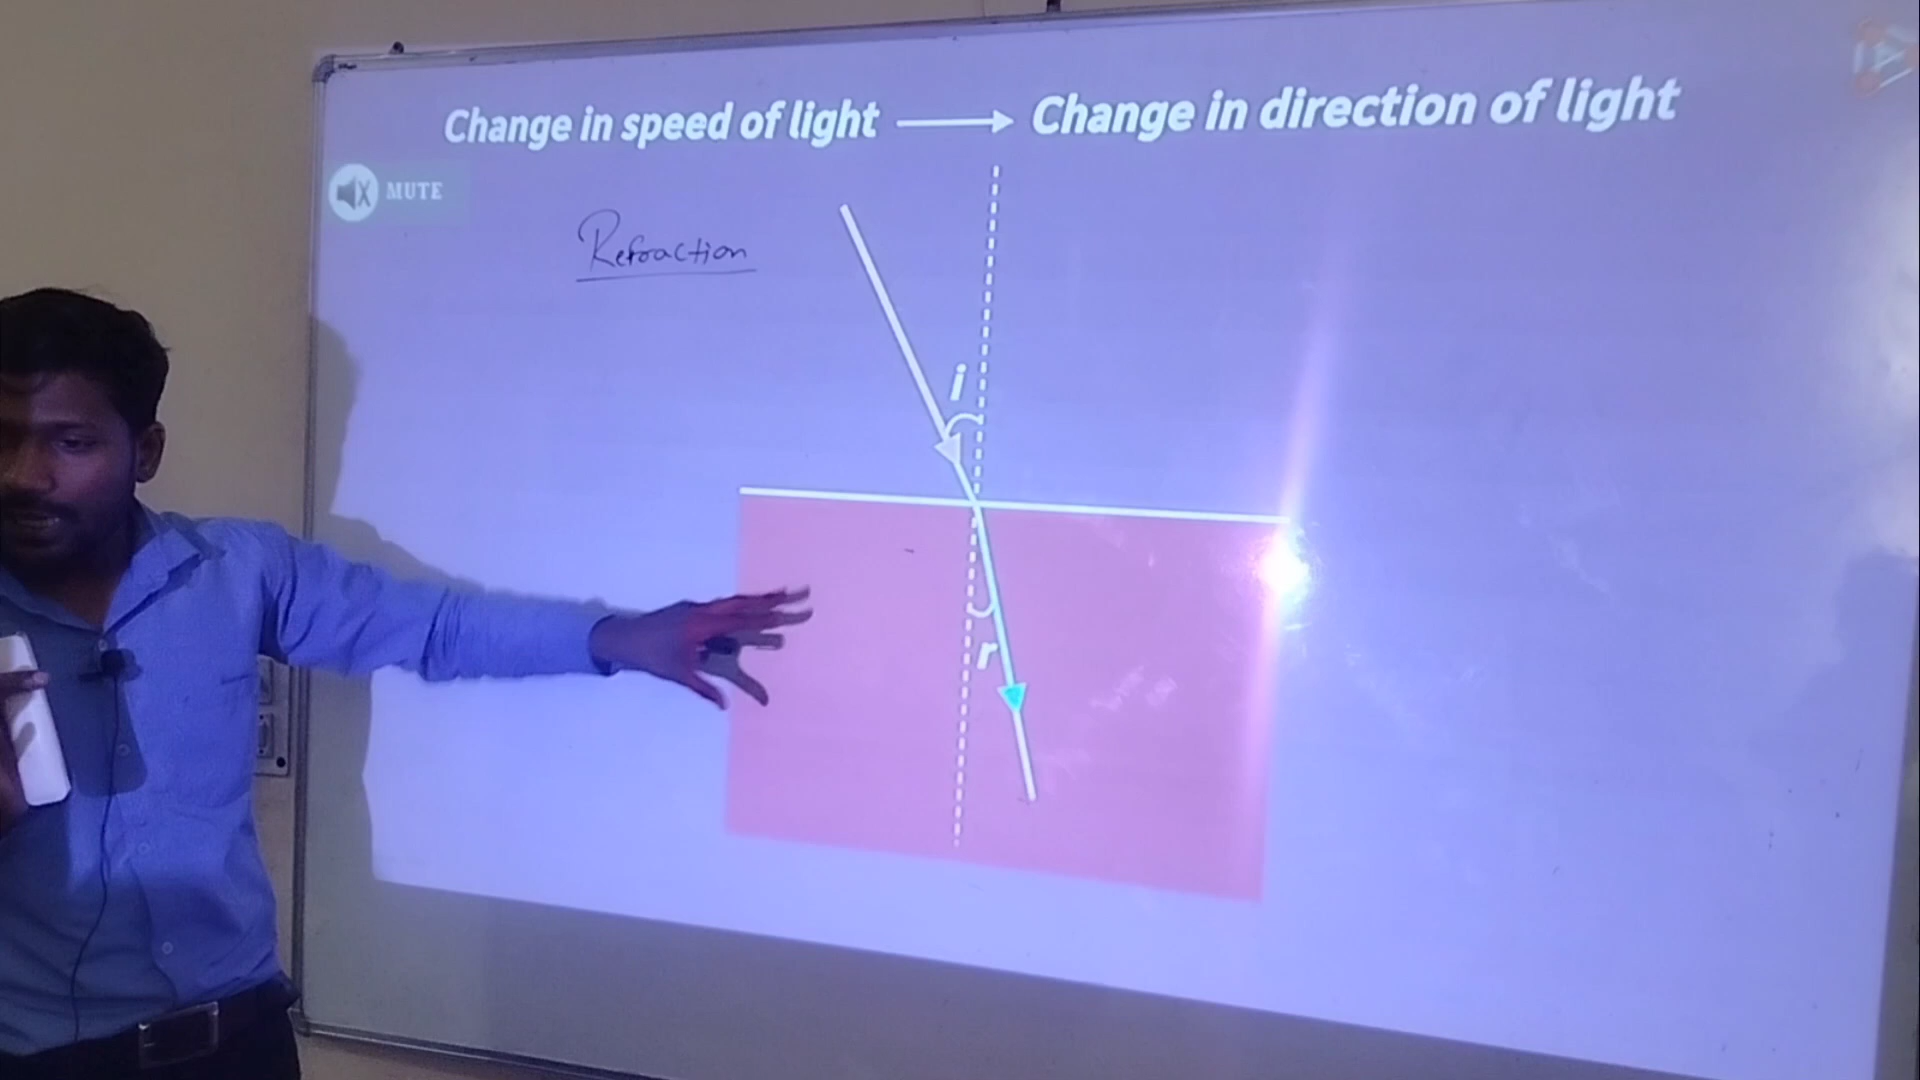 Change in speed of light → Change in direction of light
MUTE
Refraction
i
r